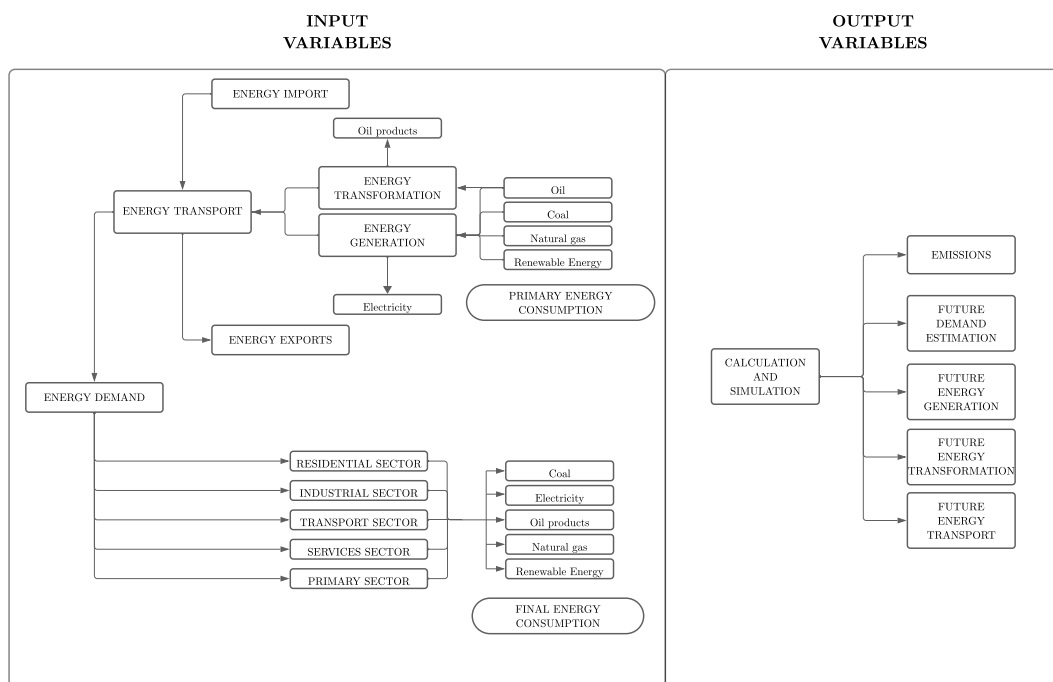 INPUT
VARIABLES
OUTPUT
VARIABLES
ENERGY IMPORT
Oil products
ENERGY
TRANSFORMATION
ENERGY TRANSPORT
ENERGY
GENERATION
Oil
Coal
Natural gas
Renewable Energy
Electricity
PRIMARY ENERGY
CONSUMPTION
ENERGY EXPORTS
ENERGY DEMAND
RESIDENTIAL SECTOR
INDUSTRIAL SECTOR
TRANSPORT SECTOR
SERVICES SECTOR
PRIMARY SECTOR
Coal
Electricity
Oil products
Natural gas
Renewable Energy
FINAL ENERGY
CONSUMPTION
CALCULATION
AND
SIMULATION
EMISSIONS
FUTURE
DEMAND
ESTIMATION
FUTURE
ENERGY
GENERATION
FUTURE
ENERGY
TRANSFORMATION
FUTURE
ENERGY
TRANSPORT